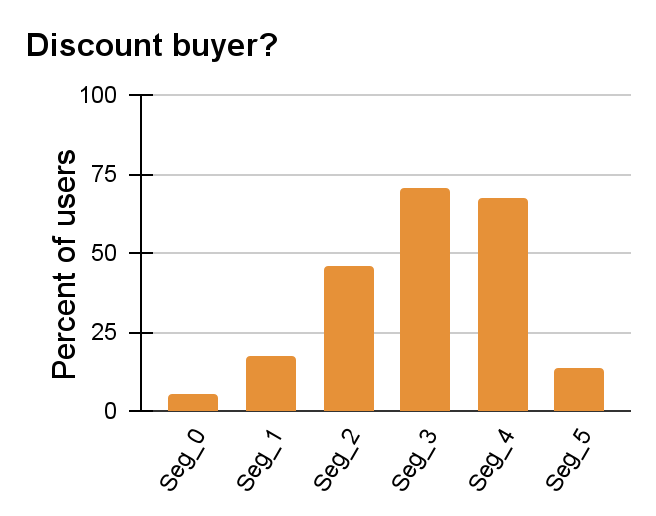 Discount buyer?
Percent of users
100
75
50
25
0
Seg_0
Seg_1
Seg_2
Seg_3
Seg_4
Seg_5